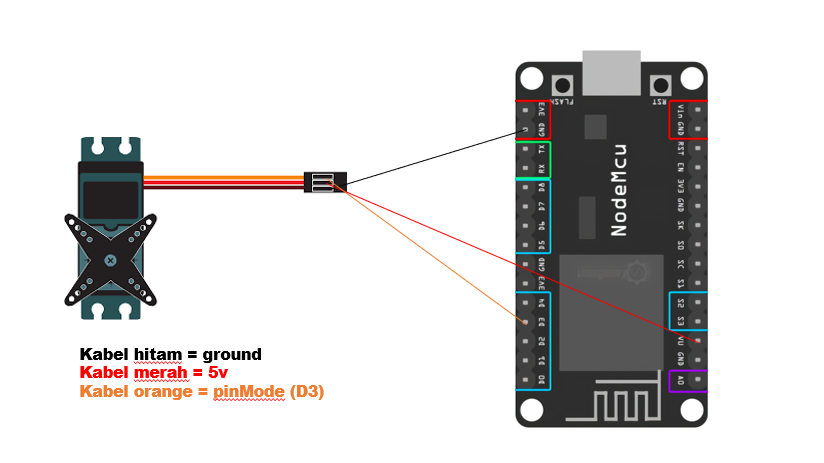 FLASH
RST
3V3
GND
TX
RX
D8
D7
D6
D5
GND
3V3
D4
D3
D2
D1
D0
NodeMcu
Vin
GND
RST
EN
3V3
GND
SK
SO
SC
S1
S2
S3
VU
GND
A0
Kabel hitam = ground
Kabel merah = 5v
Kabel orange = pinMode (D3)